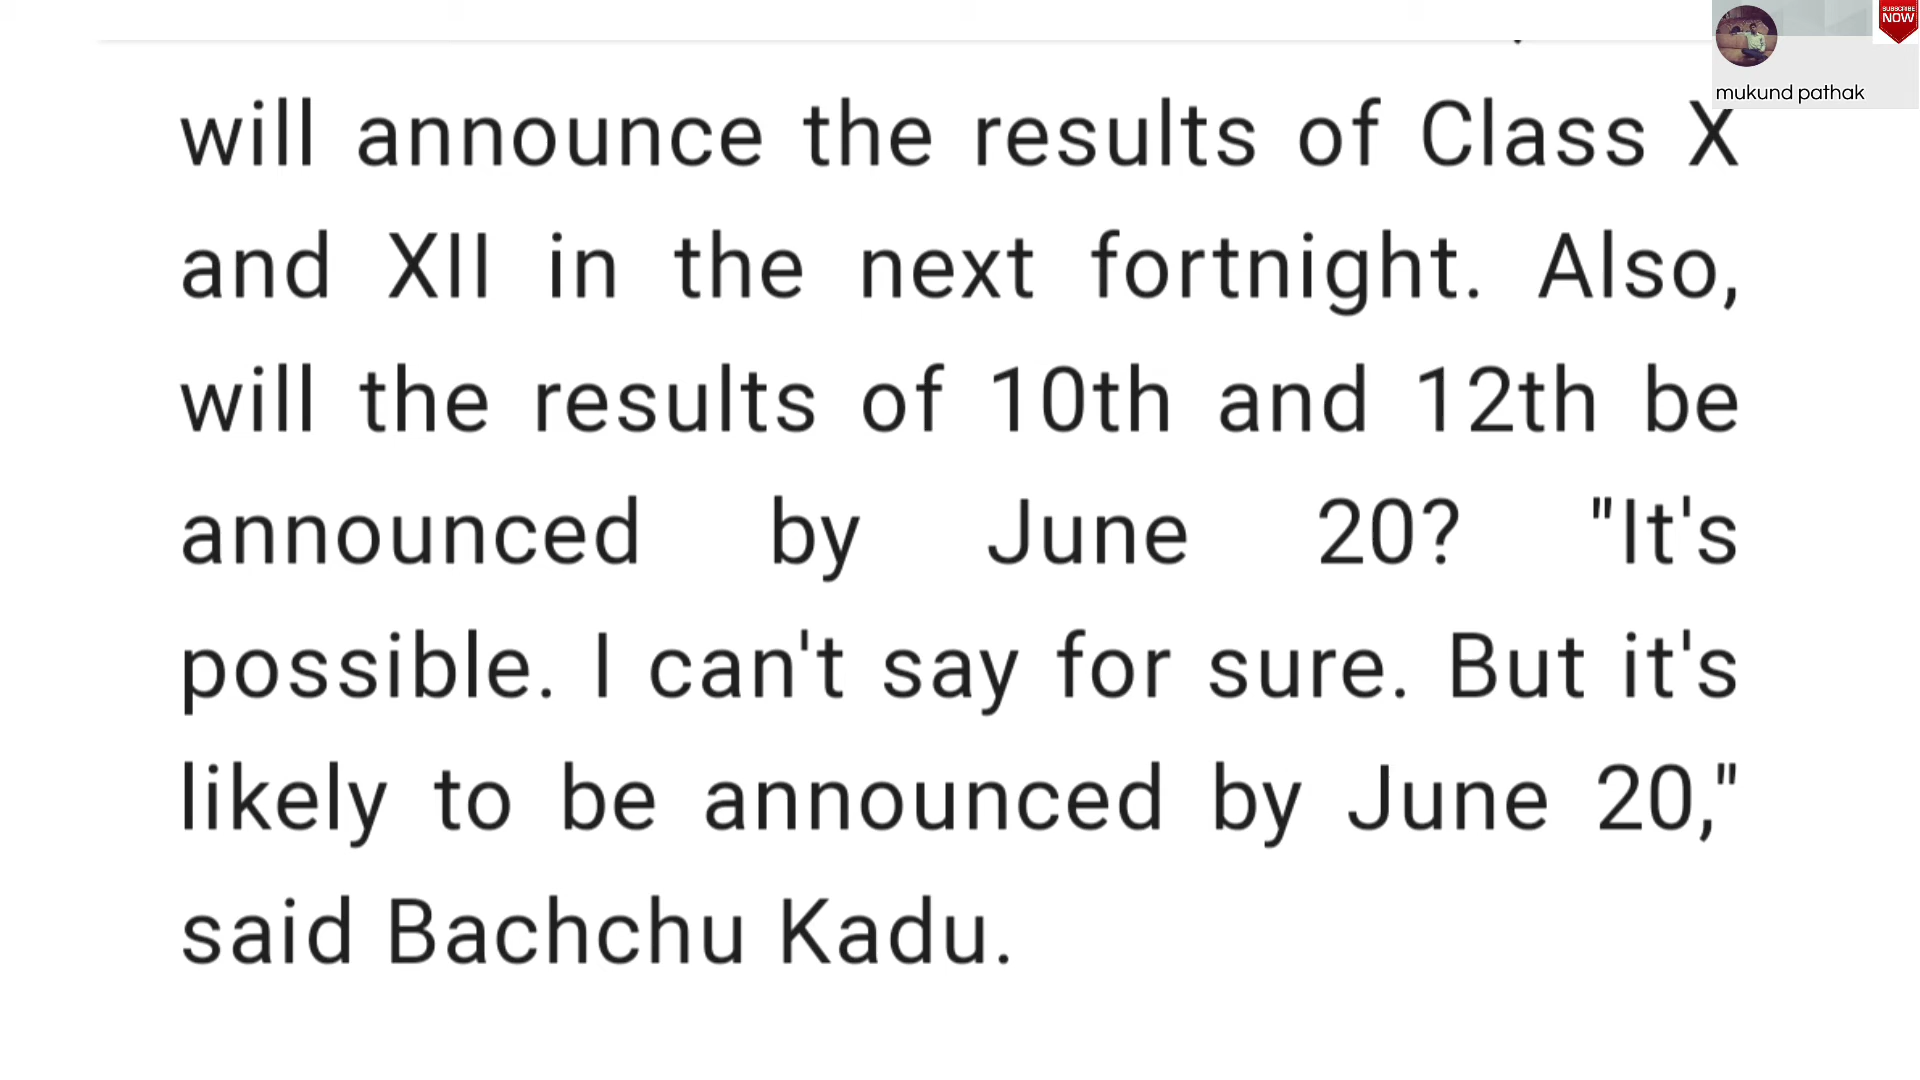 SUBSCRIBE
NOW
mukund pathak
will announce the results of Class X
and XII in the next fortnight. Also,
will the results of 10th and 12th be
announced by June 20? "It's
possible. I can't say for sure. But it's
likely to be announced by June 20,"
said Bachchu Kadu.